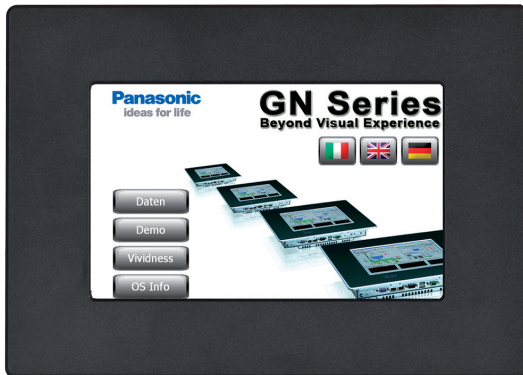 Panasonic
ideas for life
GN Series
Beyond Visual Experience
Daten
Demo
Vividness
OS Info